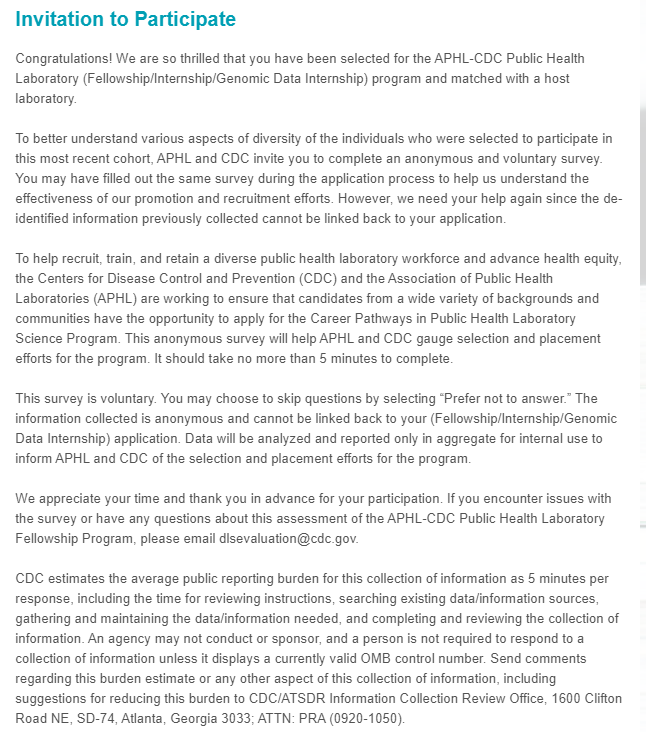 Invitation to Participate
Congratulations! We are so thrilled that you have been selected for the APHL-CDC Public Health
Laboratory (Fellowship/Internship/Genomic Data Internship) program and matched with a host
laboratory.
To better understand various aspects of diversity of the individuals who were selected to participate in
this most recent cohort, APHL and CDC invite you to complete an anonymous and voluntary survey.
You may have filled out the same survey during the application process to help us understand the
effectiveness of our promotion and recruitment efforts. However, we need your help again since the de-
identified information previously collected cannot be linked back to your application.
To help recruit, train, and retain a diverse public health laboratory workforce and advance health equity,
the Centers for Disease Control and Prevention (CDC) and the Association of Public Health
Laboratories (APHL) are working to ensure that candidates from a wide variety of backgrounds and
communities have the opportunity to apply for the Career Pathways in Public Health Laboratory
Science Program. This anonymous survey will help APHL and CDC gauge selection and placement
efforts for the program. It should take no more than 5 minutes to complete.
This survey is voluntary. You may choose to skip questions by selecting “Prefer not to answer.” The
information collected is anonymous and cannot be linked back to your (Fellowship/Internship/Genomic
Data Internship) application. Data will be analyzed and reported only in aggregate for internal use to
inform APHL and CDC of the selection and placement efforts for the program.
We appreciate your time and thank you in advance for your participation. If you encounter issues with
the survey or have any questions about this assessment of the APHL-CDC Public Health Laboratory
Fellowship Program, please email dlsevaluation@cdc.gov.
CDC estimates the average public reporting burden for this collection of information as 5 minutes per
response, including the time for reviewing instructions, searching existing data/information sources,
gathering and maintaining the data/information needed, and completing and reviewing the collection of
information. An agency may not conduct or sponsor, and a person is not required to respond to a
collection of information unless it displays a currently valid OMB control number. Send comments
regarding this burden estimate or any other aspect of this collection of information, including
suggestions for reducing this burden to CDC/ATSDR Information Collection Review Office, 1600 Clifton
Road NE, SD-74, Atlanta, Georgia 3033; ATTN: PRA (0920-1050).